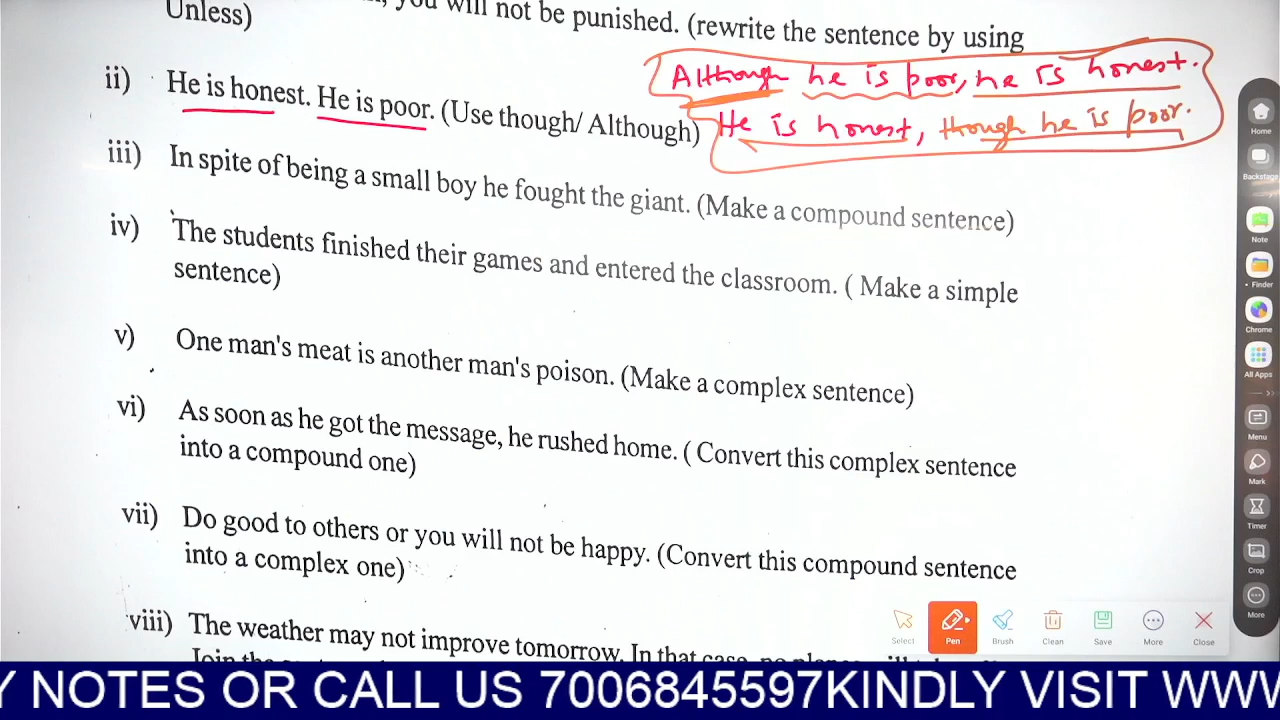 you will not be punished. (rewrite the sentence by using
Unless)
ii) He is honest. He is poor. (Use though/ Although)
Although he is poor, he is honest.
He is honest, though he is poor.
iii) In spite of being a small boy he fought the giant. (Make a compound sentence)
iv) The students finished their games and entered the classroom. ( Make a simple
sentence)
v) One man's meat is another man's poison. (Make a complex sentence)
vi) As soon as he got the message, he rushed home. ( Convert this complex sentence
into a compound one)
vii) Do good to others or you will not be happy. (Convert this compound sentence
into a complex one)
viii) The weather may not improve tomorrow. In that case, no
Join the
Home
Backstage
Note
Finder
Chrome
All Apps
Menu
Mark
Timer
Crop
More
Select Pen Brush Clean Save More Close
Y NOTES OR CALL US 7006845597KINDLY VISIT WWW